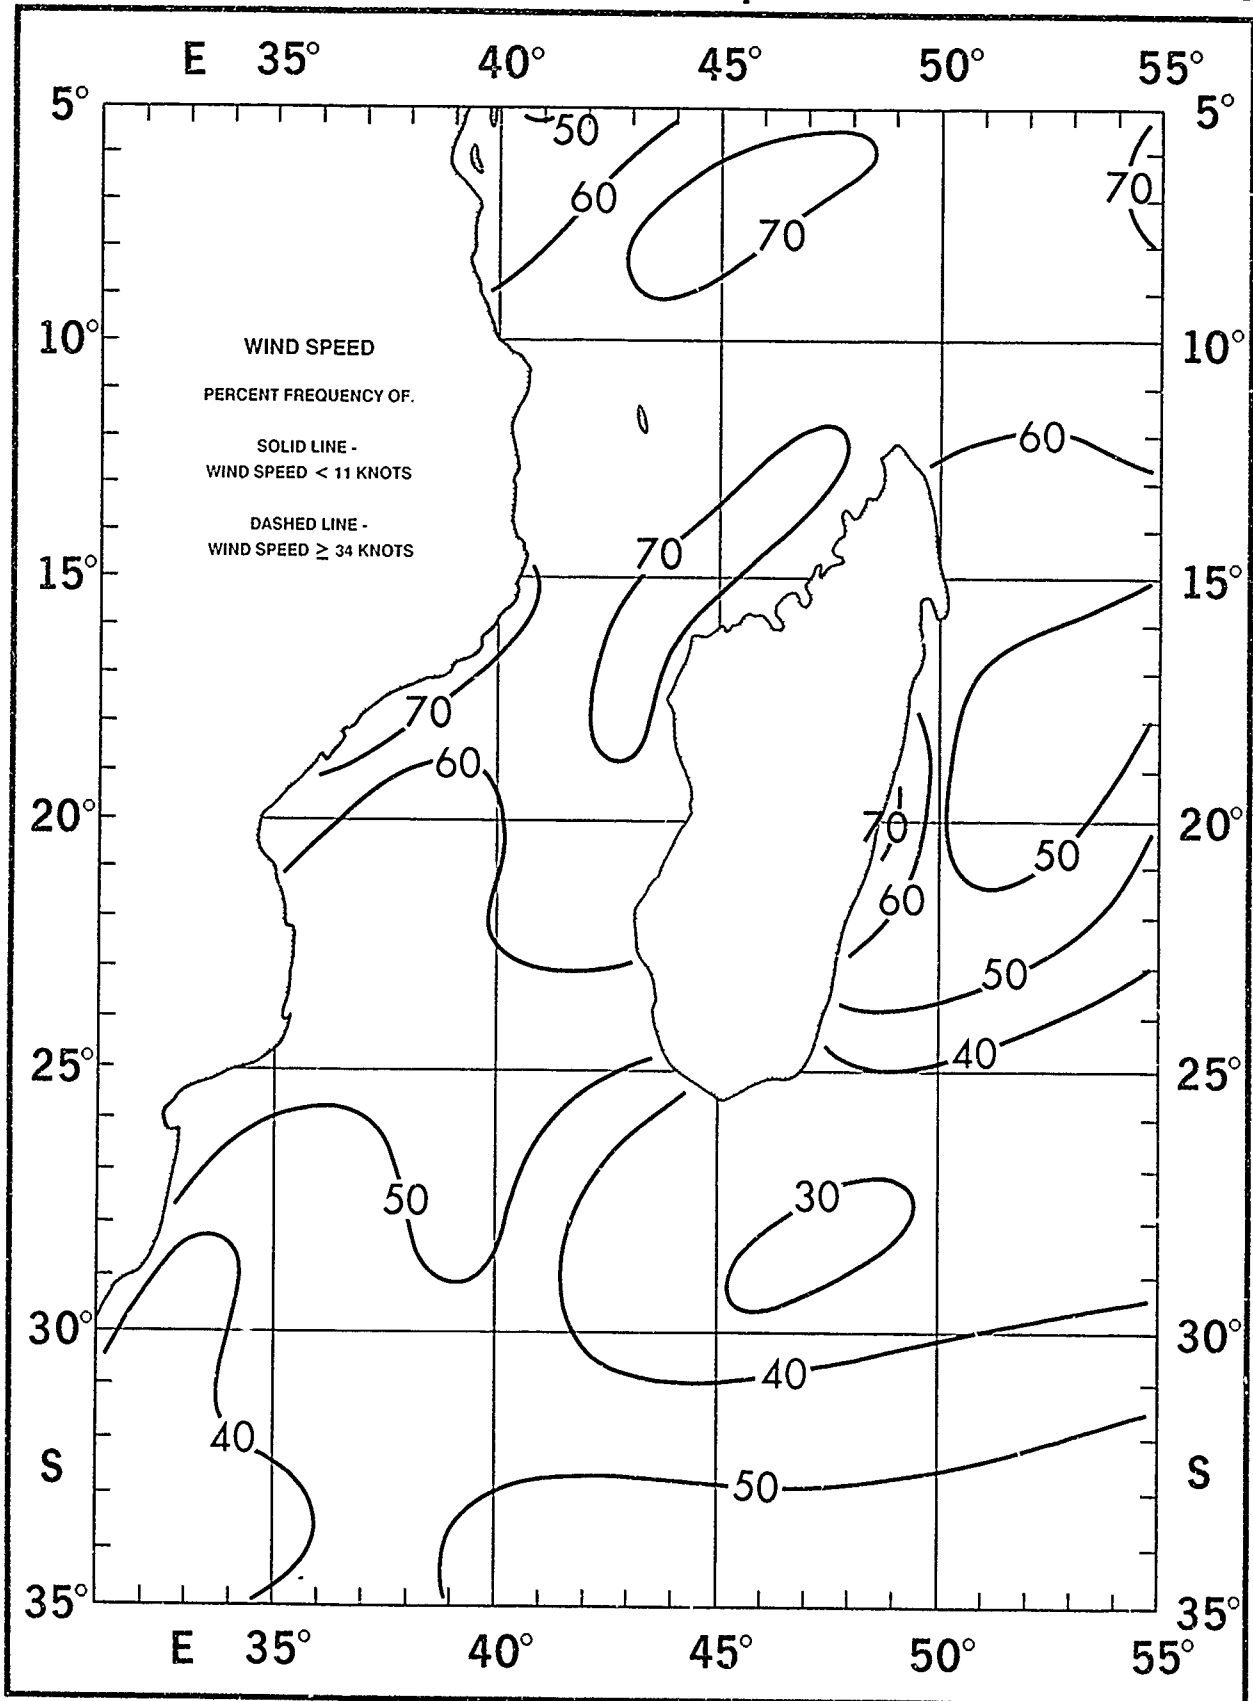 E 35° 40° 45° 50° 55°
5° 5°
50
60
70
70
10° 10°
WIND SPEED
PERCENT FREQUENCY OF.
SOLID LINE -
WIND SPEED < 11 KNOTS
DASHED LINE -
WIND SPEED ≥ 34 KNOTS
60
70
15° 15°
70
60
20° 20°
70
50
60
50
40
25° 25°
50
30
30° 30°
40
40
S S
50
35° 35°
E 35° 40° 45° 50° 55°